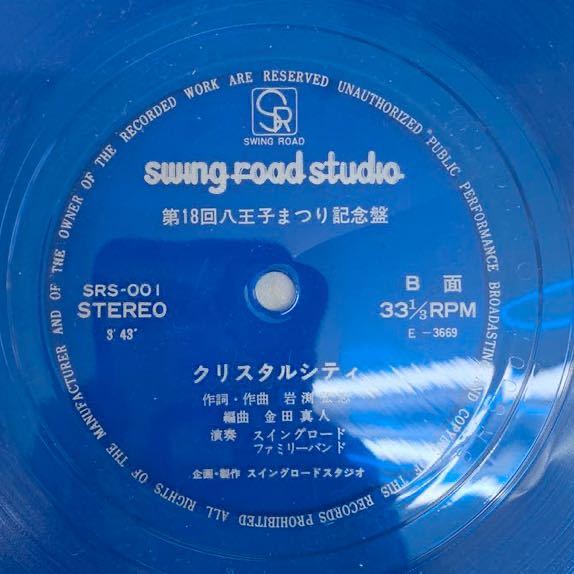 ALL RIGHTS OF THE MANUFACTURER AND OF THE OWNER OF THE RECORDED WORK ARE RESERVED UNAUTHORIZED PUBLIC PERFORMANCE BROADASTING AND COPYING OF THIS RECORDS PROHIBITED
SR
SWING ROAD
swing road studio
第18回八王子まつり記念盤
SRS-001
STEREO
3'43"
B 面
33 1/3 RPM
E-3669
クリスタルシティ
作詞・作曲 岩渕
編曲 金田真人
演奏 スイングロード
ファミリーバンド
企画・製作 スイングロードスタジオ